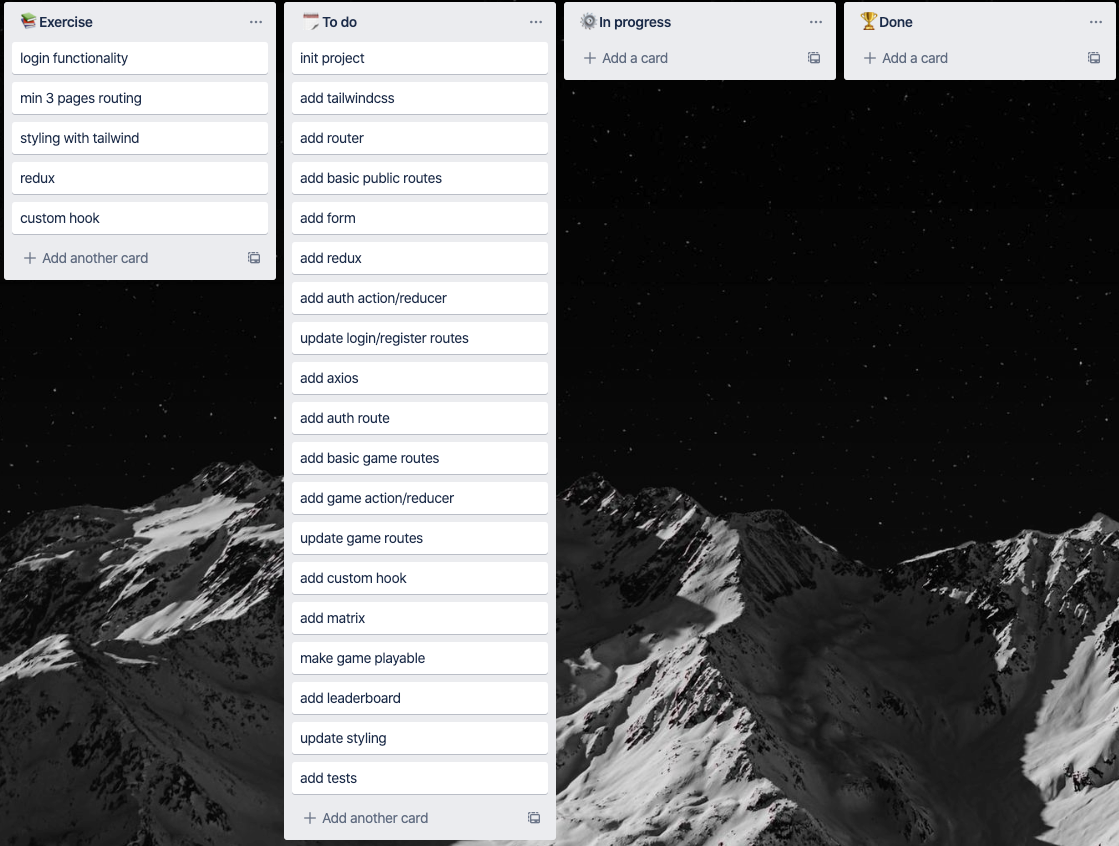 Exercise
login functionality
min 3 pages routing
styling with tailwind
redux
custom hook
Add another card
To do
init project
add tailwindcss
add router
add basic public routes
add form
add redux
add auth action/reducer
update login/register routes
add axios
add auth route
add basic game routes
add game action/reducer
update game routes
add custom hook
add matrix
make game playable
add leaderboard
update styling
add tests
Add another card
In progress
Add a card
Done
Add a card